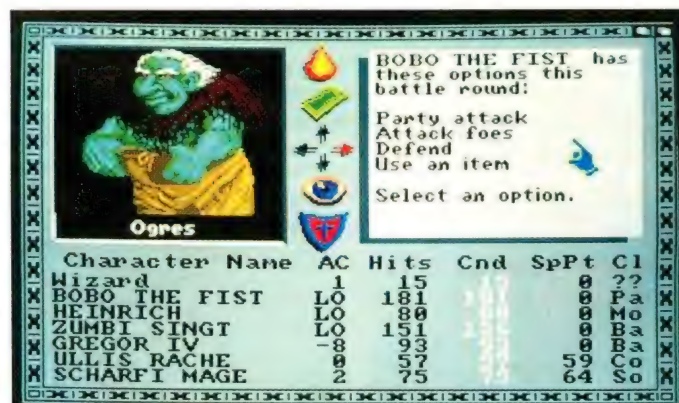 Ogres
BOBO THE FIST has
these options this
battle round:
Party attack
Attack foes
Defend
Use an item
Select an option.
Character Name AC Hits Cnd SpPt Cl
Wizard 1 15 0 ??
BOBO THE FIST LO 181 0 Pa
HEINRICH LO 80 0 Mo
ZUMBI SINGT LO 151 0 Ba
GREGOR IV -8 93 0 Ba
ULLIS RACHE 0 57 59 Co
SCHARFI MAGE 2 75 64 So